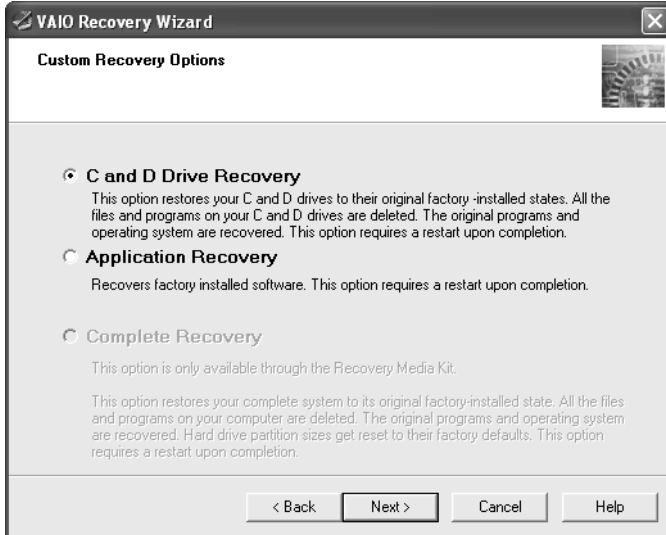 VAIO Recovery Wizard
Custom Recovery Options
C and D Drive Recovery
This option restores your C and D drives to their original factory -installed states. All the
files and programs on your C and D drives are deleted. The original programs and
operating system are recovered. This option requires a restart upon completion.
Application Recovery
Recovers factory installed software. This option requires a restart upon completion.
Complete Recovery
This option is only available through the Recovery Media Kit.
This option restores your complete system to its original factory-installed state. All the files
and programs on your computer are deleted. The original programs and operating system
are recovered. Hard drive partition sizes get reset to their factory defaults. This option
requires a restart upon completion.
< Back Next > Cancel Help